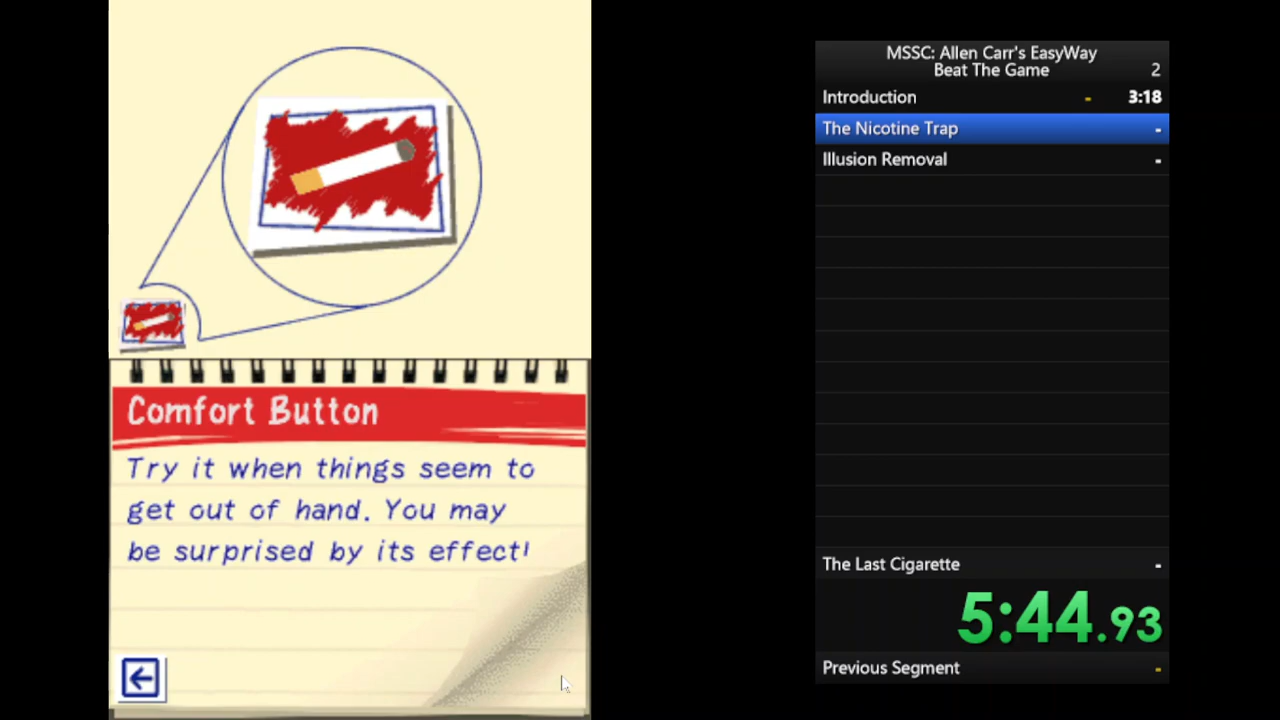 Comfort Button
Try it when things seem to
get out of hand. You may
be surprised by its effect!
MSSC: Allen Carr's EasyWay
Beat The Game 2
Introduction - 3:18
The Nicotine Trap -
Illusion Removal -
The Last Cigarette -
5:44.93
Previous Segment -